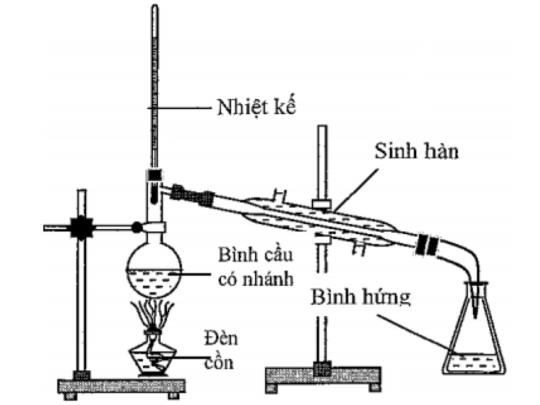 Nhiệt kế
Sinh hàn
Bình cầu
có nhánh
Bình hứng
Đèn
cồn